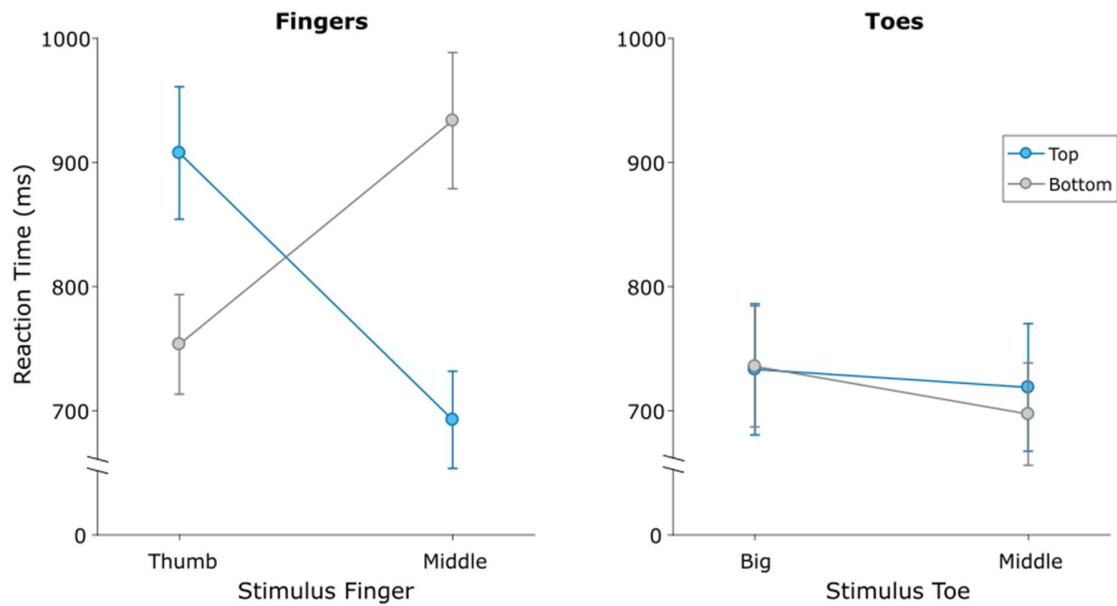 Fingers
1000
900
800
700
0
Reaction Time (ms)
Thumb
Middle
Stimulus Finger
Toes
1000
900
800
700
0
Top
Bottom
Big
Middle
Stimulus Toe